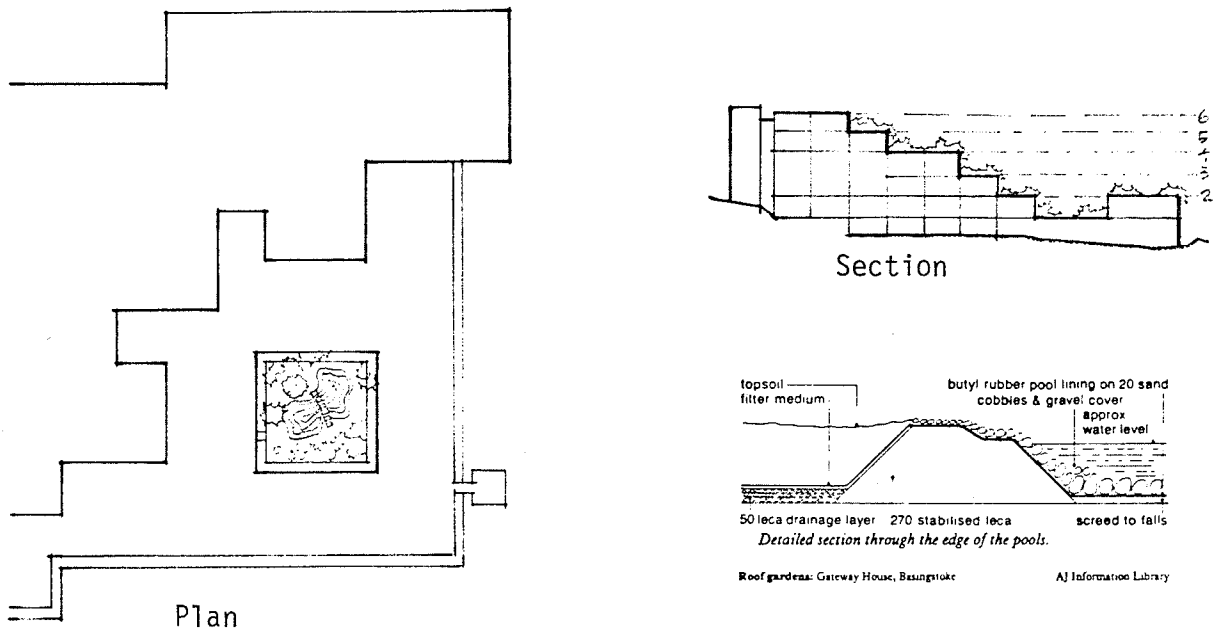 6
5
4
3
2
Section
Plan
topsoil
filter medium
butyl rubber pool lining on 20 sand
cobbles & gravel cover
approx
water level
50 leca drainage layer
270 stabilised leca
screed to falls
Detailed section through the edge of the pools.
Roof gardens: Gateway House, Basingstoke
AJ Information Library